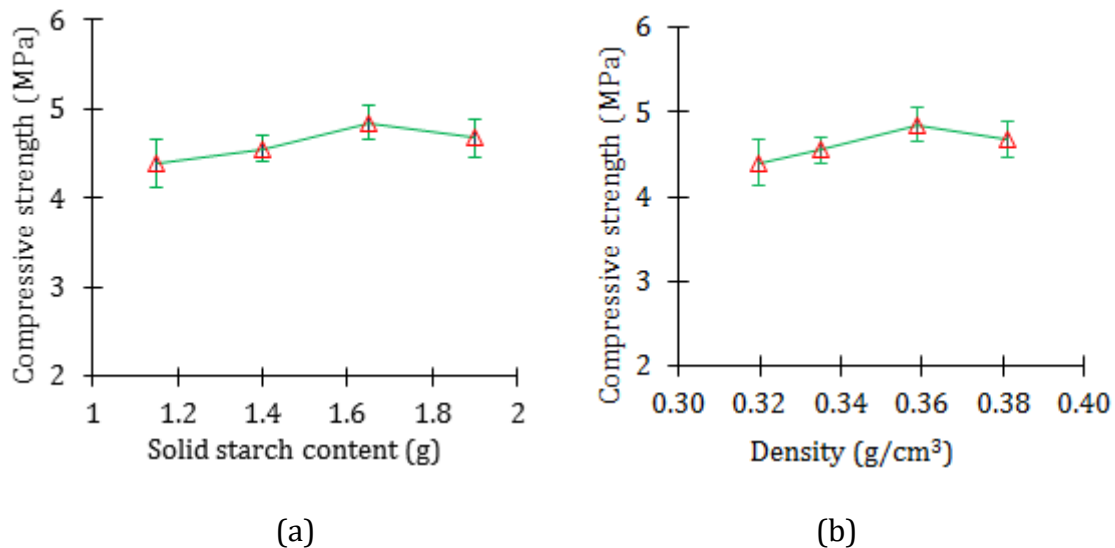 Compressive strength (MPa)
6
5
4
3
2
1 1.2 1.4 1.6 1.8 2
Solid starch content (g)
(a)
Compressive strength (MPa)
6
5
4
3
2
0.30 0.32 0.34 0.36 0.38 0.40
Density (g/cm³)
(b)